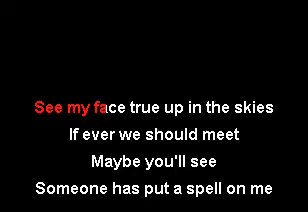 See my face true up in the skies
If ever we should meet
Maybe you'll see
Someone has put a spell on me